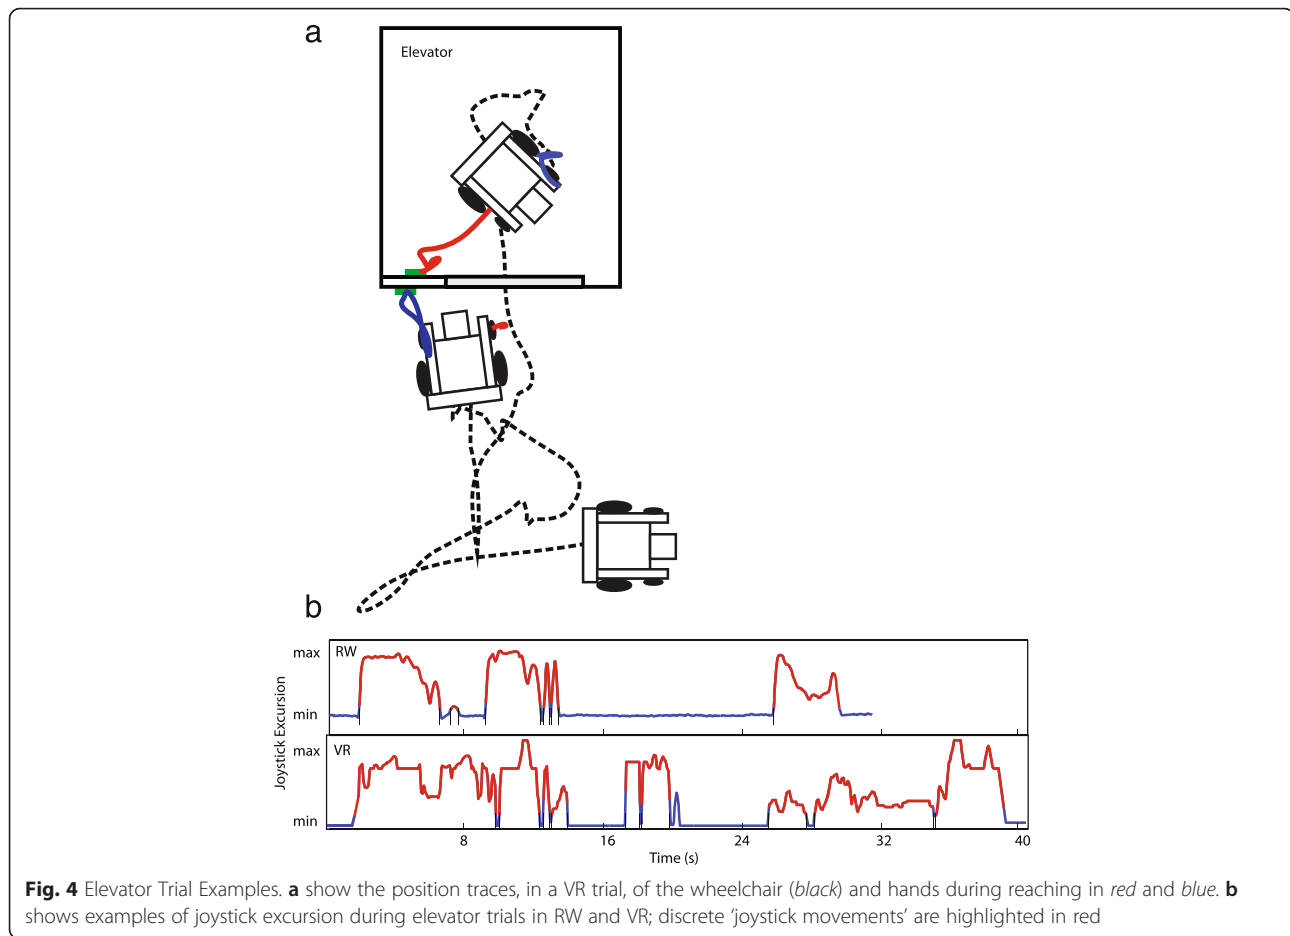 a
Elevator
b
max
RW
min
max
VR
min
Joystick Excursion
8 16 24 32 40
Time (s)
Fig. 4 Elevator Trial Examples. a show the position traces, in a VR trial, of the wheelchair (black) and hands during reaching in red and blue. b
shows examples of joystick excursion during elevator trials in RW and VR; discrete ‘joystick movements’ are highlighted in red